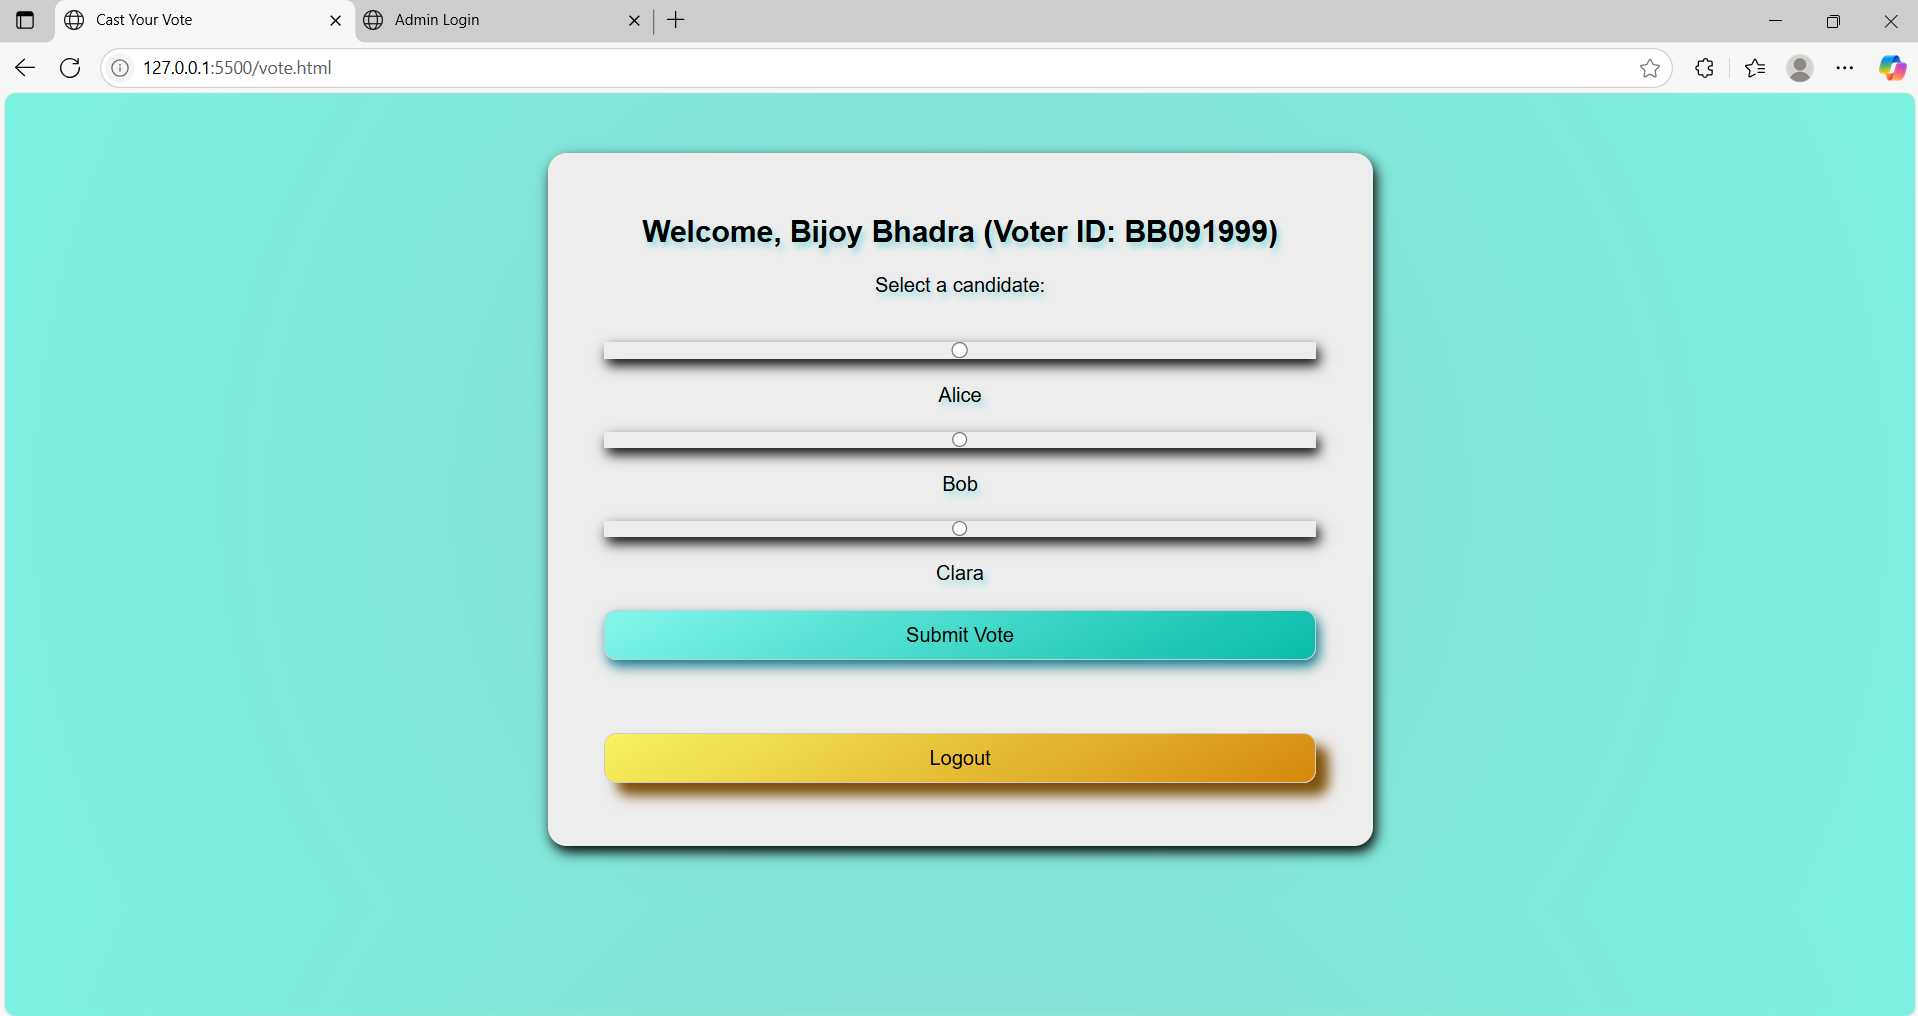 Cast Your Vote
Admin Login
127.0.0.1:5500/vote.html
Welcome, Bijoy Bhadra (Voter ID: BB091999)
Select a candidate:
Alice
Bob
Clara
Submit Vote
Logout